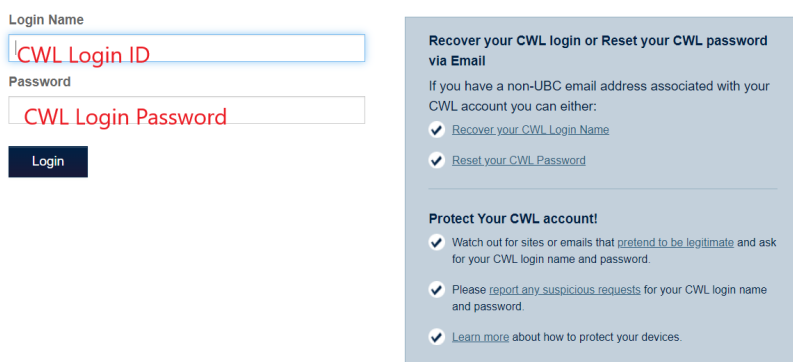 Login Name
CWL Login ID
Password
CWL Login Password
Login
Recover your CWL login or Reset your CWL password
via Email
If you have a non-UBC email address associated with your
CWL account you can either:
Recover your CWL Login Name
Reset your CWL Password
Protect Your CWL account!
Watch out for sites or emails that pretend to be legitimate and ask
for your CWL login name and password.
Please report any suspicious requests for your CWL login name
and password.
Learn more about how to protect your devices.